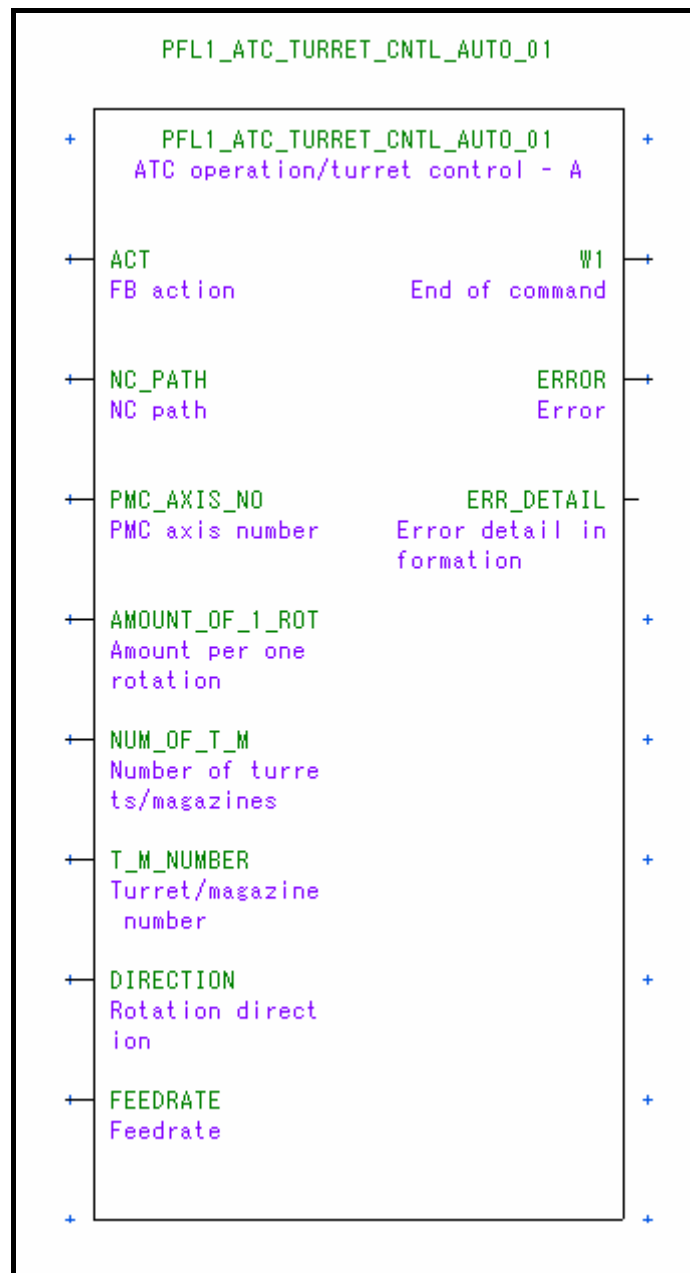 PFL1_ATC_TURRET_CNTL_AUTO_01
PFL1_ATC_TURRET_CNTL_AUTO_01
ATC operation/turret control - A
ACT W1
FB action End of command
NC_PATH ERROR
NC path Error
PMC_AXIS_NO ERR_DETAIL
PMC axis number Error detail in
formation
AMOUNT_OF_1_ROT
Amount per one
rotation
NUM_OF_T_M
Number of turre
ts/magazines
T_M_NUMBER
Turret/magazine
number
DIRECTION
Rotation direct
ion
FEEDRATE
Feedrate